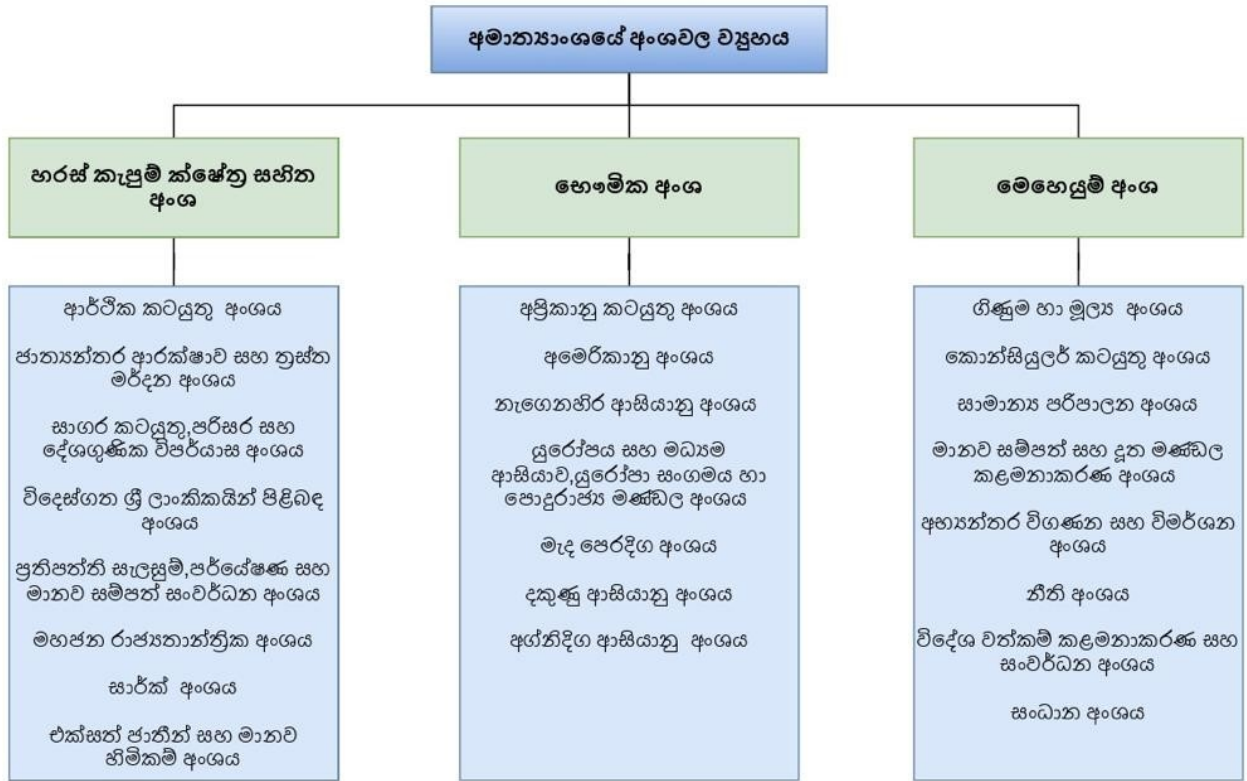 අමාත්‍යාංශයේ අංශවල ව්‍යුහය
හරස් කැපුම් ක්ෂේත්‍ර සහිත
අංශ
ආර්ථික කටයුතු අංශය
ජාත්‍යන්තර ආරක්ෂාව සහ ත්‍රස්ත
මර්දන අංශය
සාගර කටයුතු,පරිසර සහ
දේශගුණික විපර්යාස අංශය
විදෙස්ගත ශ්‍රී ලාංකිකයින් පිළිබඳ
අංශය
ප්‍රතිපත්ති සැලසුම්,පර්යේෂණ සහ
මානව සම්පත් සංවර්ධන අංශය
මහජන රාජ්‍යතාන්ත්‍රික අංශය
සාර්ක් අංශය
එක්සත් ජාතීන් සහ මානව
හිමිකම් අංශය
භෞමික අංශ
අප්‍රිකානු කටයුතු අංශය
අමෙරිකානු අංශය
නැගෙනහිර ආසියානු අංශය
යුරෝපය සහ මධ්‍යම
ආසියාව,යුරෝපා සංගමය හා
පොදුරාජ්‍ය මණ්ඩල අංශය
මැද පෙරදිග අංශය
දකුණු ආසියානු අංශය
අග්නිදිග ආසියානු අංශය
මෙහෙයුම් අංශ
ගිණුම් හා මූල්‍ය අංශය
කොන්සියුලර් කටයුතු අංශය
සාමාන්‍ය පරිපාලන අංශය
මානව සම්පත් සහ දූත මණ්ඩල
කළමනාකරණ අංශය
අභ්‍යන්තර විගණන සහ විමර්ශන
අංශය
නීති අංශය
විදේශ වත්කම් කළමනාකරණ සහ
සංවර්ධන අංශය
සංධාන අංශය